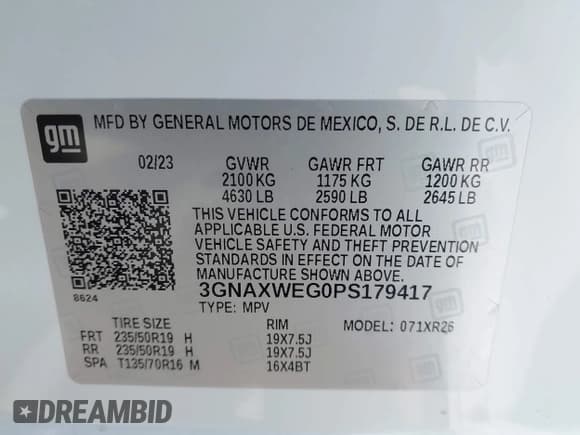 gm
MFD BY GENERAL MOTORS DE MEXICO, S. DE R.L. DE C.V.
02/23 GVWR GAWR FRT GAWR RR
2100 KG 1175 KG 1200 KG
4630 LB 2590 LB 2645 LB
THIS VEHICLE CONFORMS TO ALL
APPLICABLE U.S. FEDERAL MOTOR
VEHICLE SAFETY AND THEFT PREVENTION
STANDARDS IN EFFECT ON THE DATE OF
MANUFACTURE SHOWN ABOVE.
8624
3GNAXWEG0PS179417
TYPE: MPV MODEL: 071XR26
TIRE SIZE RIM
FRT 235/50R19 H 19X7.5J
RR 235/50R19 H 19X7.5J
SPA T135/70R16 M 16X4BT
DREAMBID